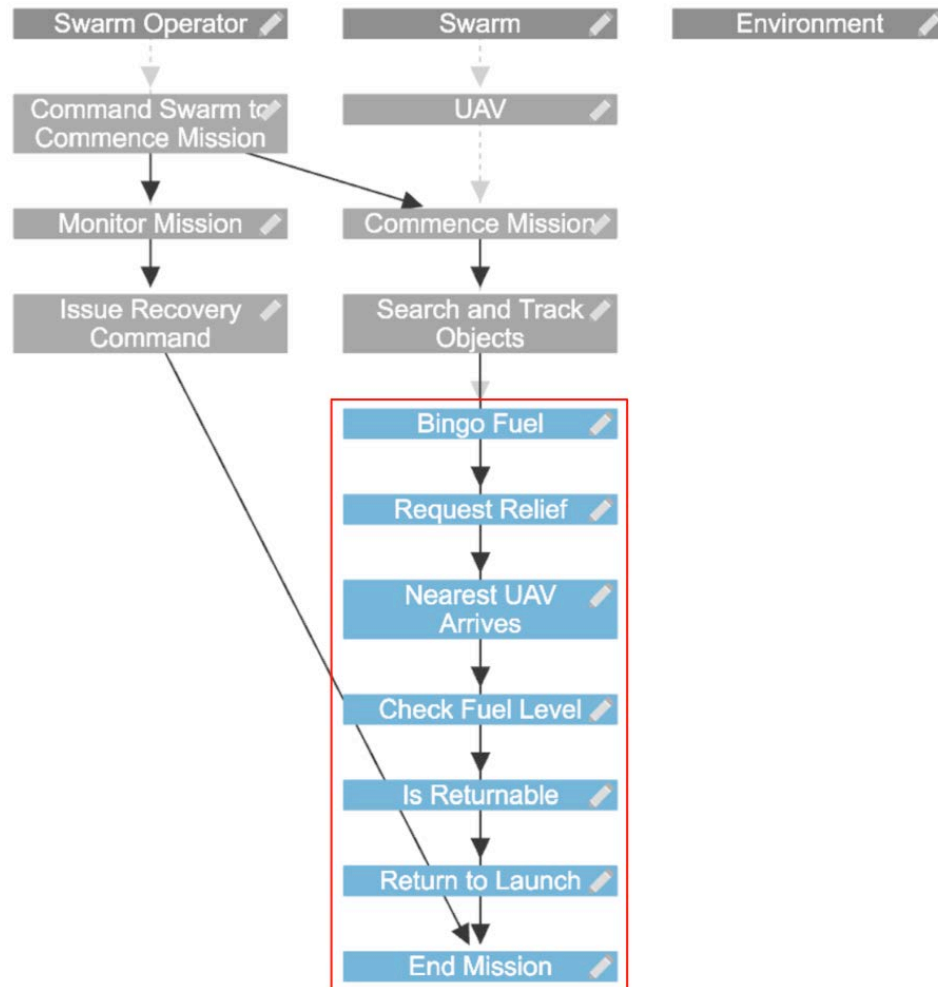 Swarm Operator
Swarm
Environment
Command Swarm to
Commence Mission
UAV
Monitor Mission
Commence Mission
Issue Recovery
Command
Search and Track
Objects
Bingo Fuel
Request Relief
Nearest UAV
Arrives
Check Fuel Level
Is Returnable
Return to Launch
End Mission